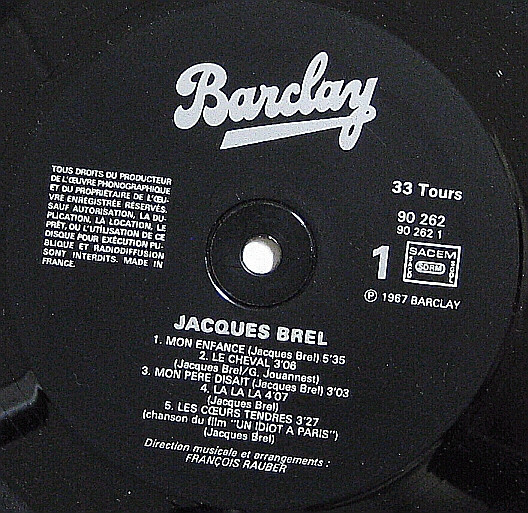 Barclay
TOUS DROITS DU PRODUCTEUR
DE L'ŒUVRE PHONOGRAPHIQUE
ET DU PROPRIETAIRE DE L'ŒU-
VRE ENREGISTRÉE RÉSERVÉS.
SAUF AUTORISATION, LA DU-
PLICATION, LA LOCATION, LE
PRÊT, OU L'UTILISATION DE CE
DISQUE POUR EXÉCUTION PU-
BLIQUE ET RADIODIFFUSION
SONT INTERDITS. MADE IN
FRANCE.
33 Tours
90 262
90 262 1
1
SACEM
SACD
SDRM
SGDL
Ⓟ 1967 BARCLAY
JACQUES BREL
1. MON ENFANCE (Jacques Brel) 5'35
2. LE CHEVAL 3'06
(Jacques Brel/G. Jouannest)
3. MON PERE DISAIT (Jacques Brel) 3'03
4. LA LA LA 4'07
(Jacques Brel)
5. LES CŒURS TENDRES 3'27
(chanson du film "UN IDIOT A PARIS")
(Jacques Brel)
Direction musicale et arrangements :
FRANÇOIS RAUBER